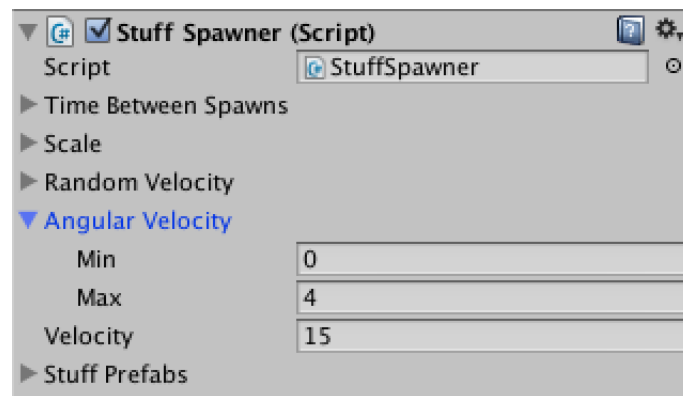 Stuff Spawner (Script)
Script StuffSpawner
Time Between Spawns
Scale
Random Velocity
Angular Velocity
Min 0
Max 4
Velocity 15
Stuff Prefabs